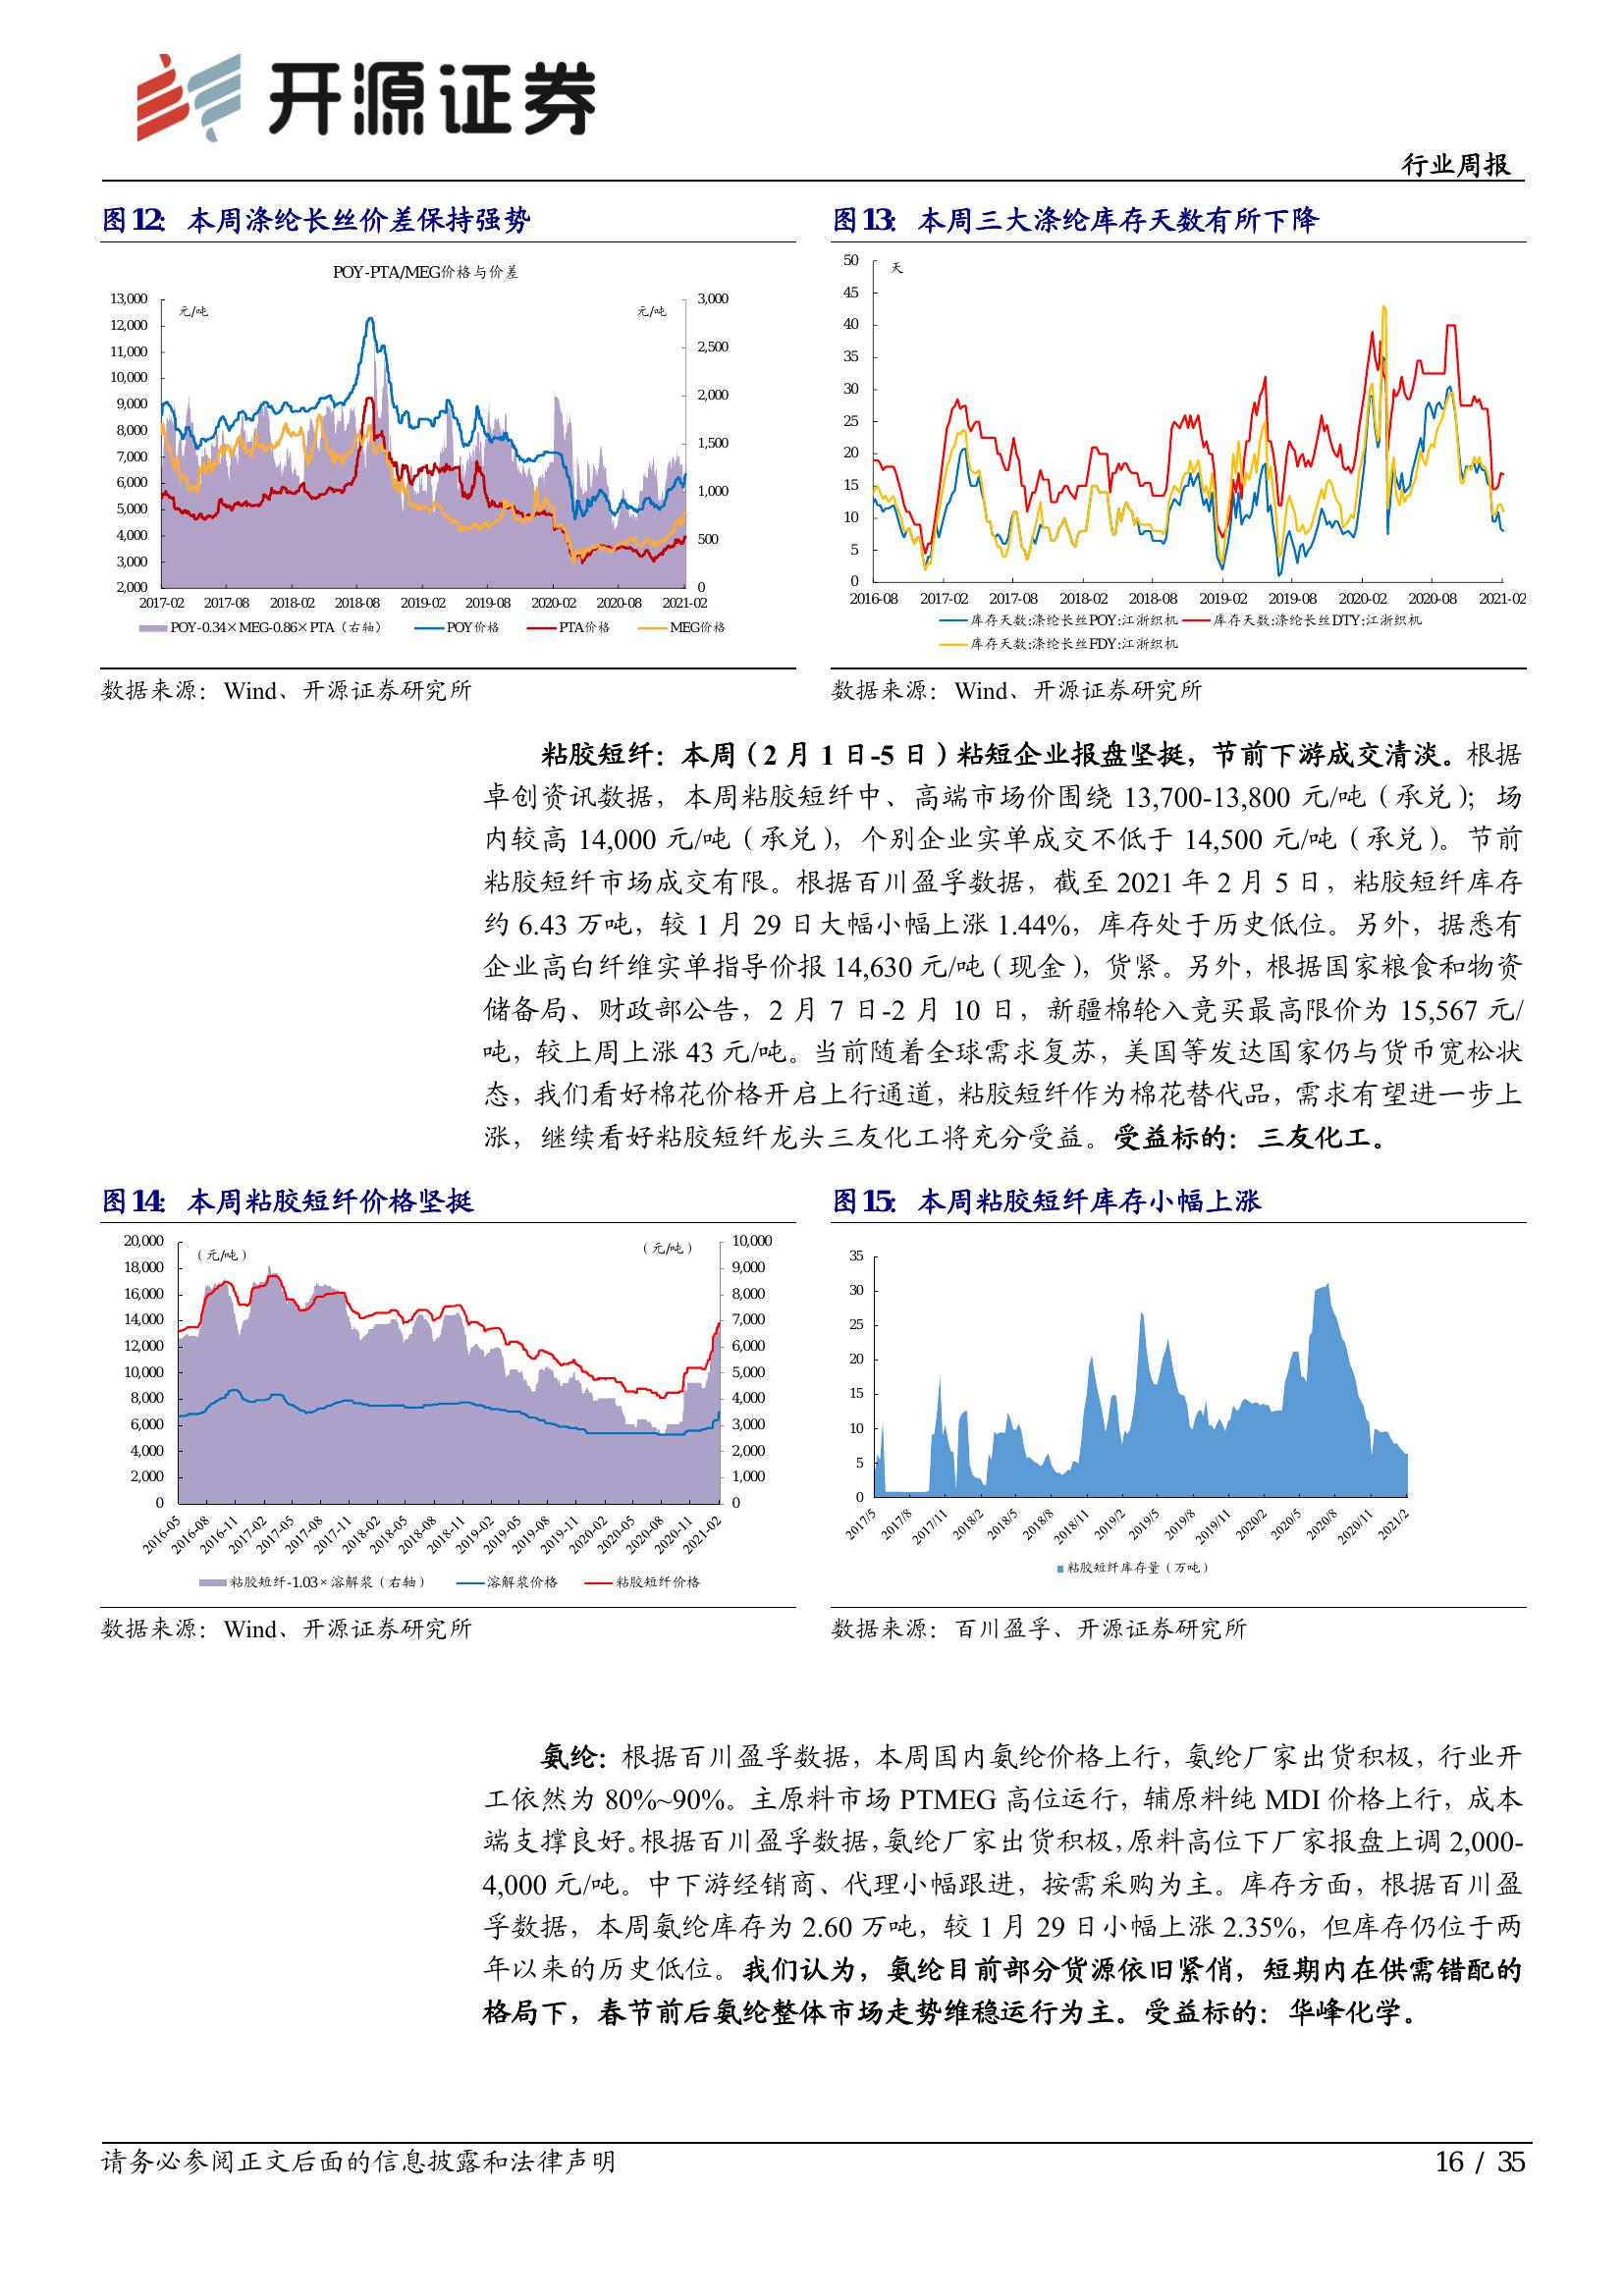 开源证券
行业周报
图12： 本周涤纶长丝价差保持强势
图13： 本周三大涤纶库存天数有所下降
POY-PTA/MEG价格与价差
元/吨
元/吨
13,000
12,000
11,000
10,000
9,000
8,000
7,000
6,000
5,000
4,000
3,000
2,000
3,000
2,500
2,000
1,500
1,000
500
0
2017-02 2017-08 2018-02 2018-08 2019-02 2019-08 2020-02 2020-08 2021-02
POY-0.34×MEG-0.86×PTA（右轴） POY价格 PTA价格 MEG价格
天
50
45
40
35
30
25
20
15
10
5
0
2016-08 2017-02 2017-08 2018-02 2018-08 2019-02 2019-08 2020-02 2020-08 2021-02
库存天数:涤纶长丝POY:江浙织机 库存天数:涤纶长丝DTY:江浙织机
库存天数:涤纶长丝FDY:江浙织机
数据来源：Wind、开源证券研究所
数据来源：Wind、开源证券研究所
粘胶短纤：本周（2 月 1 日-5 日）粘短企业报盘坚挺，节前下游成交清淡。根据
卓创资讯数据，本周粘胶短纤中、高端市场价围绕 13,700-13,800 元/吨（承兑）；场
内较高 14,000 元/吨（承兑），个别企业实单成交不低于 14,500 元/吨（承兑）。节前
粘胶短纤市场成交有限。根据百川盈孚数据，截至 2021 年 2 月 5 日，粘胶短纤库存
约 6.43 万吨，较 1 月 29 日大幅小幅上涨 1.44%，库存处于历史低位。另外，据悉有
企业高白纤维实单指导价报 14,630 元/吨（现金），货紧。另外，根据国家粮食和物资
储备局、财政部公告，2 月 7 日-2 月 10 日，新疆棉轮入竞买最高限价为 15,567 元/
吨，较上周上涨 43 元/吨。当前随着全球需求复苏，美国等发达国家仍与货币宽松状
态，我们看好棉花价格开启上行通道，粘胶短纤作为棉花替代品，需求有望进一步上
涨，继续看好粘胶短纤龙头三友化工将充分受益。受益标的：三友化工。
图14： 本周粘胶短纤价格坚挺
图15： 本周粘胶短纤库存小幅上涨
（元/吨）
（元/吨）
20,000
18,000
16,000
14,000
12,000
10,000
8,000
6,000
4,000
2,000
0
10,000
9,000
8,000
7,000
6,000
5,000
4,000
3,000
2,000
1,000
0
2016-05 2016-08 2016-11 2017-02 2017-05 2017-08 2017-11 2018-02 2018-05 2018-08 2018-11 2019-02 2019-05 2019-08 2019-11 2020-02 2020-05 2020-08 2020-11 2021-02
粘胶短纤-1.03×溶解浆（右轴） 溶解浆价格 粘胶短纤价格
35
30
25
20
15
10
5
0
2017/5 2017/8 2017/11 2018/2 2018/5 2018/8 2018/11 2019/2 2019/5 2019/8 2019/11 2020/2 2020/5 2020/8 2020/11 2021/2
粘胶短纤库存量（万吨）
数据来源：Wind、开源证券研究所
数据来源：百川盈孚、开源证券研究所
氨纶：根据百川盈孚数据，本周国内氨纶价格上行，氨纶厂家出货积极，行业开
工依然为 80%~90%。主原料市场 PTMEG 高位运行，辅原料纯 MDI 价格上行，成本
端支撑良好。根据百川盈孚数据，氨纶厂家出货积极，原料高位下厂家报盘上调 2,000-
4,000 元/吨。中下游经销商、代理小幅跟进，按需采购为主。库存方面，根据百川盈
孚数据，本周氨纶库存为 2.60 万吨，较 1 月 29 日小幅上涨 2.35%，但库存仍位于两
年以来的历史低位。我们认为，氨纶目前部分货源依旧紧俏，短期内在供需错配的
格局下，春节前后氨纶整体市场走势维稳运行为主。受益标的：华峰化学。
请务必参阅正文后面的信息披露和法律声明
16 / 35